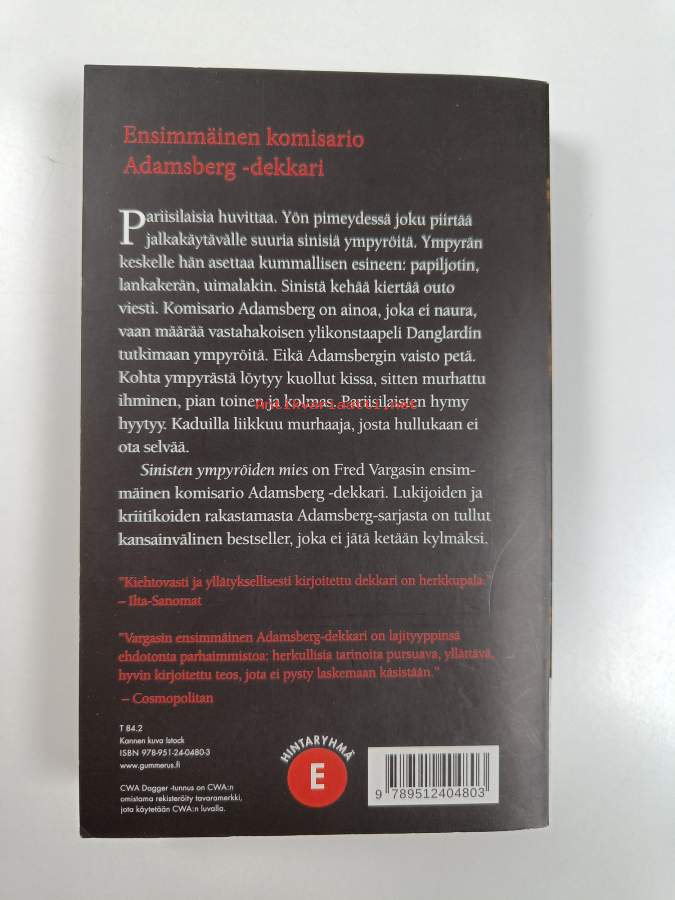 Ensimmäinen komisario
Adamsberg -dekkari
Pariisilaisia huvittaa. Yön pimeydessä joku piirtää
jalkakäytävälle suuria sinisiä ympyröitä. Ympyrän
keskelle hän asettaa kummallisen esineen: papiljotin,
lankakerän, uimalakin. Sinistä kehää kiertää outo
viesti. Komisario Adamsberg on ainoa, joka ei naura,
vaan määrää vastahakoisen ylikonstaapeli Danglardin
tutkimaan ympyröitä. Eikä Adamsbergin vaisto petä.
Kohta ympyrästä löytyy kuollut kissa, sitten murhattu
ihminen, pian toinen ja kolmas. Pariisilaisten hymy
antikvariaatti.net
hyytyy. Kaduilla liikkuu murhaaja, josta hullukaan ei
ota selvää.
Sinisten ympyröiden mies on Fred Vargasin ensim-
mäinen komisario Adamsberg -dekkari. Lukijoiden ja
kriitikoiden rakastamasta Adamsberg-sarjasta on tullut
kansainvälinen bestseller, joka ei jätä ketään kylmäksi.
"Kiehtovasti ja yllätyksellisesti kirjoitettu dekkari on herkkupala."
– Ilta-Sanomat
"Vargasin ensimmäinen Adamsberg-dekkari on lajityyppinsä
ehdotonta parhaimmistoa; herkullisia tarinoita pursuava, yllättävä,
hyvin kirjoitettu teos, jota ei pysty laskemaan käsistään."
– Cosmopolitan
T 84.2
Kannen kuva Istock
ISBN 978-951-24-0480-3
www.gummerus.fi
CWA Dagger -tunnus on CWA:n
omistama rekisteröity tavaramerkki,
jota käytetään CWA:n luvalla.
HINTARYHMÄ
E
9 789512 404803